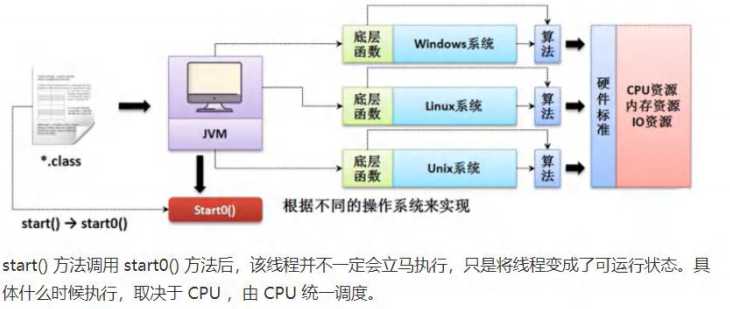 底层函数
Windows系统
算法
*.class
JVM
底层函数
Linux系统
算法
硬件标准
CPU资源
内存资源
IO资源
底层函数
Unix系统
算法
start() → start0()
Start0()
根据不同的操作系统来实现
start() 方法调用 start0() 方法后，该线程并不一定会立马执行，只是将线程变成了可运行状态。具
体什么时候执行，取决于 CPU ，由 CPU 统一调度。